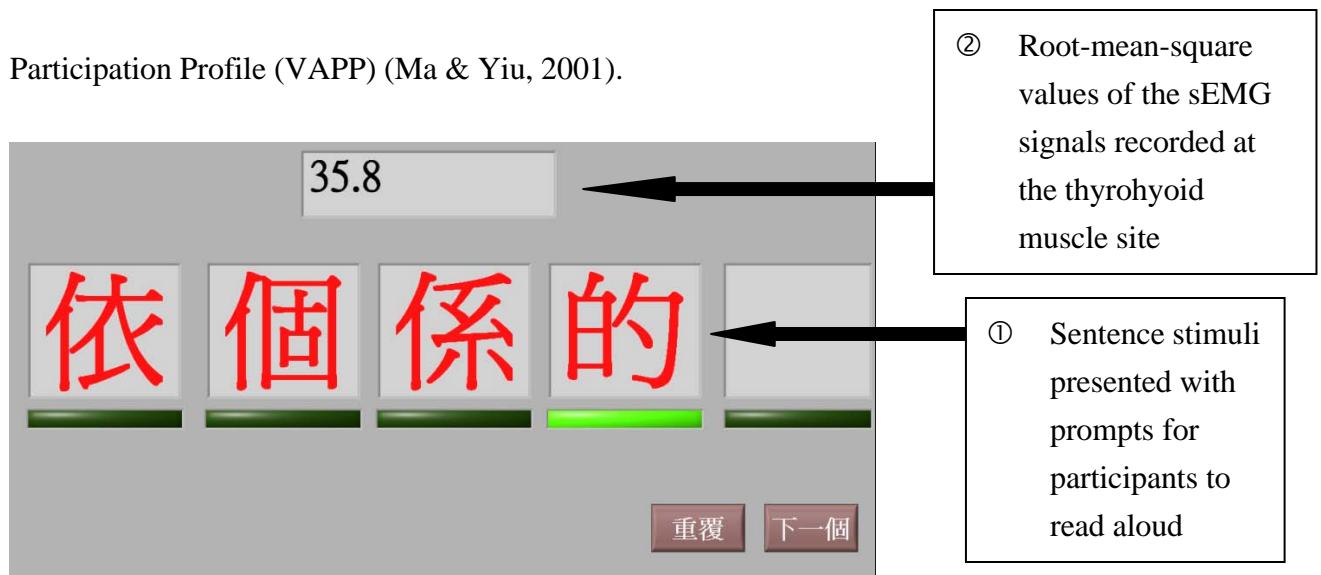 Participation Profile (VAPP) (Ma & Yiu, 2001).
② Root-mean-square
values of the sEMG
signals recorded at
the thyrohyoid
muscle site
35.8
依個係的
① Sentence stimuli
presented with
prompts for
participants to
read aloud
重覆 下一個